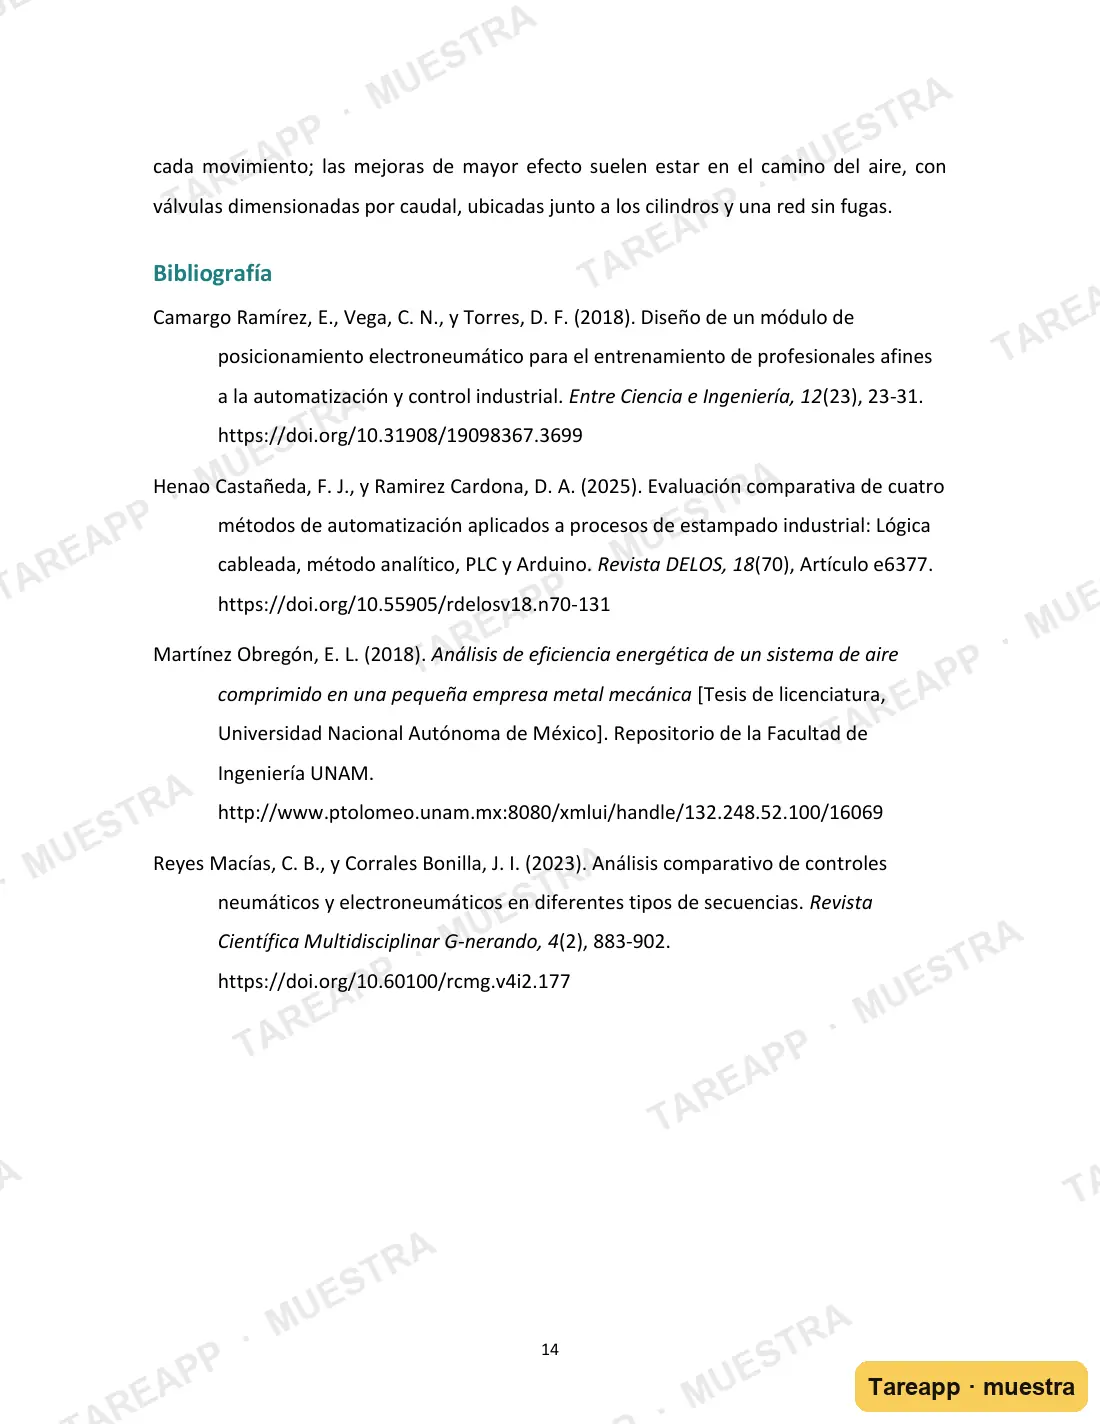 cada movimiento; las mejoras de mayor efecto suelen estar en el camino del aire, con
válvulas dimensionadas por caudal, ubicadas junto a los cilindros y una red sin fugas.
Bibliografía
Camargo Ramírez, E., Vega, C. N., y Torres, D. F. (2018). Diseño de un módulo de
posicionamiento electroneumático para el entrenamiento de profesionales afines
a la automatización y control industrial. Entre Ciencia e Ingeniería, 12(23), 23-31.
https://doi.org/10.31908/19098367.3699
Henao Castañeda, F. J., y Ramirez Cardona, D. A. (2025). Evaluación comparativa de cuatro
métodos de automatización aplicados a procesos de estampado industrial: Lógica
cableada, método analítico, PLC y Arduino. Revista DELOS, 18(70), Artículo e6377.
https://doi.org/10.55905/rdelosv18.n70-131
Martínez Obregón, E. L. (2018). Análisis de eficiencia energética de un sistema de aire
comprimido en una pequeña empresa metal mecánica [Tesis de licenciatura,
Universidad Nacional Autónoma de México]. Repositorio de la Facultad de
Ingeniería UNAM.
http://www.ptolomeo.unam.mx:8080/xmlui/handle/132.248.52.100/16069
Reyes Macías, C. B., y Corrales Bonilla, J. I. (2023). Análisis comparativo de controles
neumáticos y electroneumáticos en diferentes tipos de secuencias. Revista
Científica Multidisciplinar G-nerando, 4(2), 883-902.
https://doi.org/10.60100/rcmg.v4i2.177
14
Tareapp · muestra
TAREAPP · MUESTRA